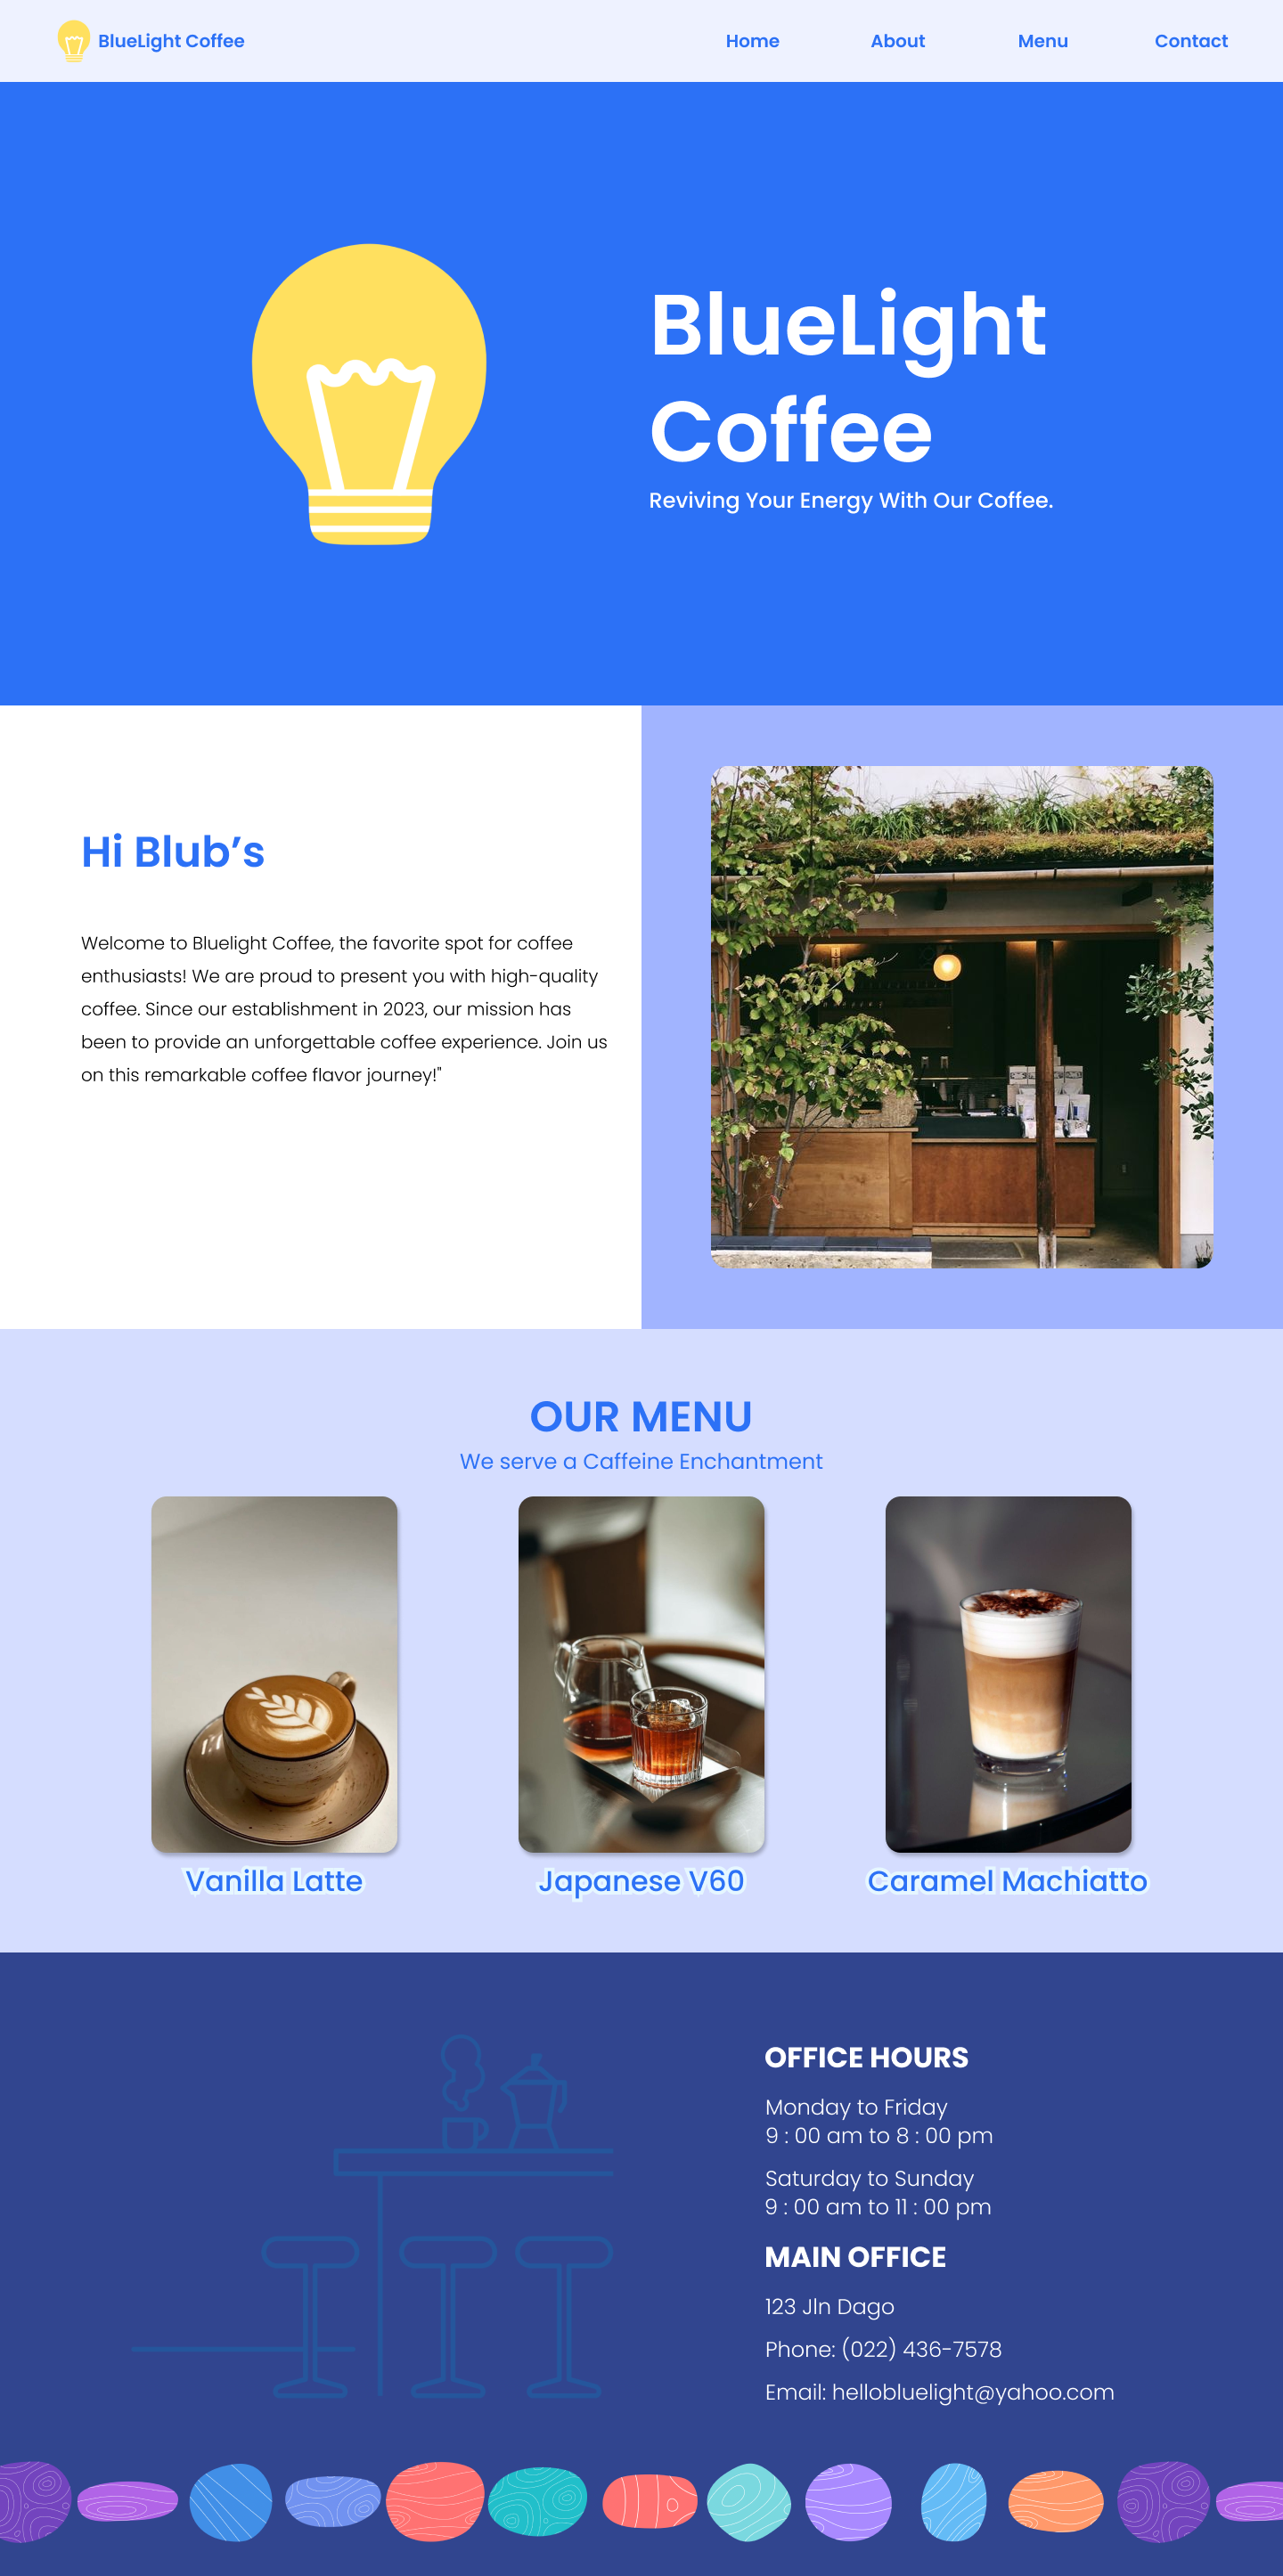 BlueLight Coffee
Home
About
Menu
Contact
BlueLight
Coffee
Reviving Your Energy With Our Coffee.
Hi Blub’s
Welcome to Bluelight Coffee, the favorite spot for coffee
enthusiasts! We are proud to present you with high-quality
coffee. Since our establishment in 2023, our mission has
been to provide an unforgettable coffee experience. Join us
on this remarkable coffee flavor journey!"
OUR MENU
We serve a Caffeine Enchantment
Vanilla Latte
Japanese V60
Caramel Machiatto
OFFICE HOURS
Monday to Friday
9 : 00 am to 8 : 00 pm
Saturday to Sunday
9 : 00 am to 11 : 00 pm
MAIN OFFICE
123 Jln Dago
Phone: (022) 436-7578
Email: hellobluelight@yahoo.com